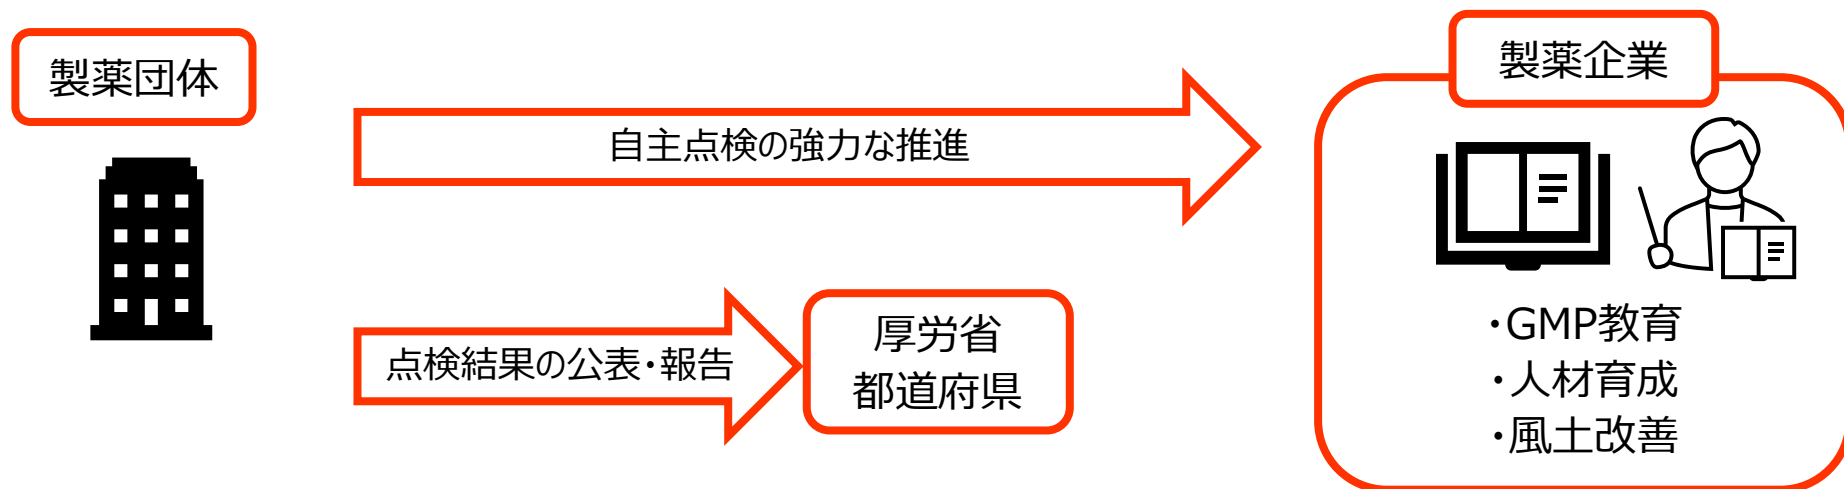 製薬団体
自主点検の強力な推進
点検結果の公表・報告
厚労省
都道府県
製薬企業
・GMP教育
・人材育成
・風土改善